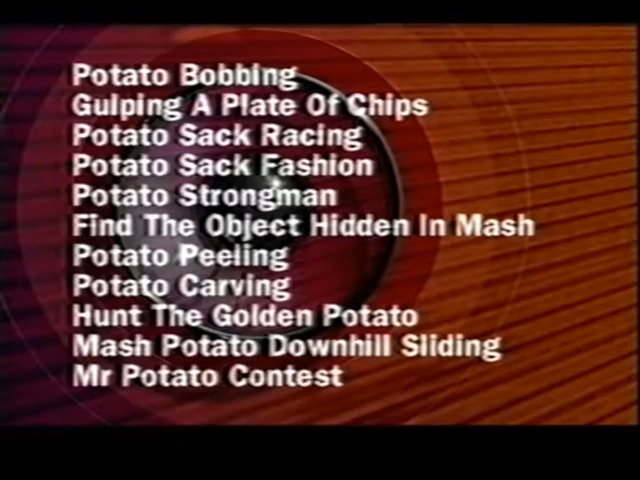 Potato Bobbing
Gulping A Plate Of Chips
Potato Sack Racing
Potato Sack Fashion
Potato Strongman
Find The Object Hidden In Mash
Potato Peeling
Potato Carving
Hunt The Golden Potato
Mash Potato Downhill Sliding
Mr Potato Contest